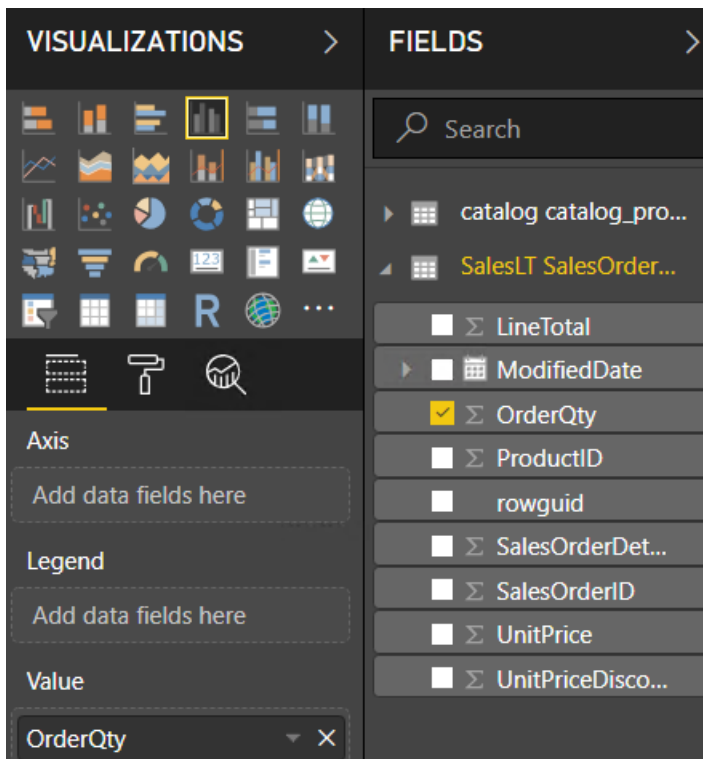 VISUALIZATIONS
123
R
Axis
Add data fields here
Legend
Add data fields here
Value
OrderQty
FIELDS
Search
catalog catalog_pro...
SalesLT SalesOrder...
Σ LineTotal
ModifiedDate
Σ OrderQty
Σ ProductID
rowguid
Σ SalesOrderDet...
Σ SalesOrderID
Σ UnitPrice
Σ UnitPriceDisco...